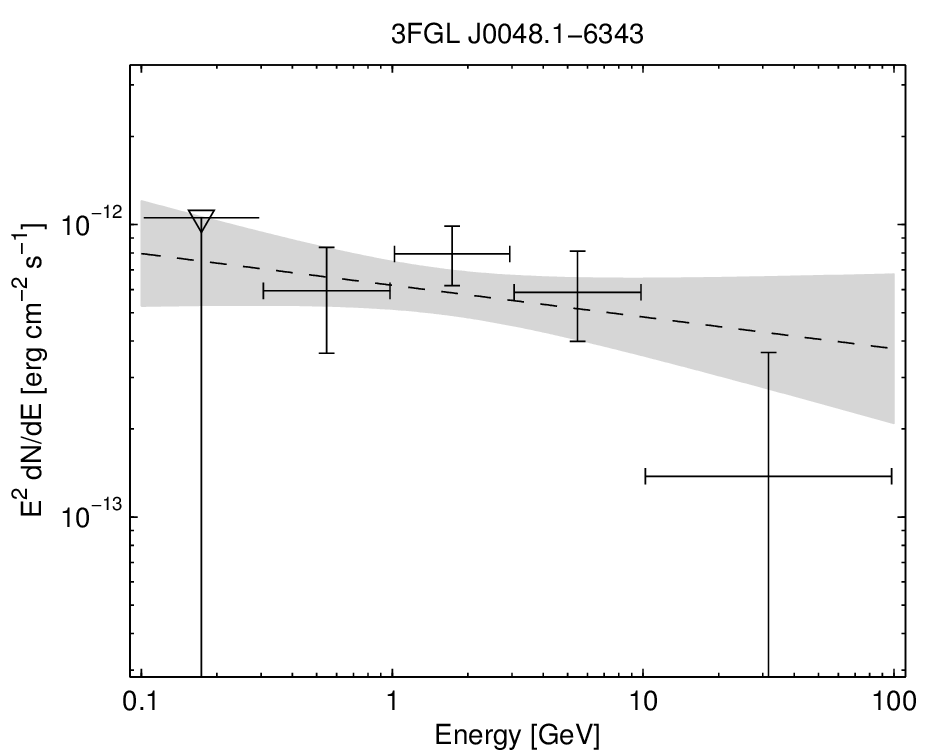 3FGL J0048.1−6343
E² dN/dE [erg cm⁻² s⁻¹]
10⁻¹²
10⁻¹³
0.1 1 10 100
Energy [GeV]